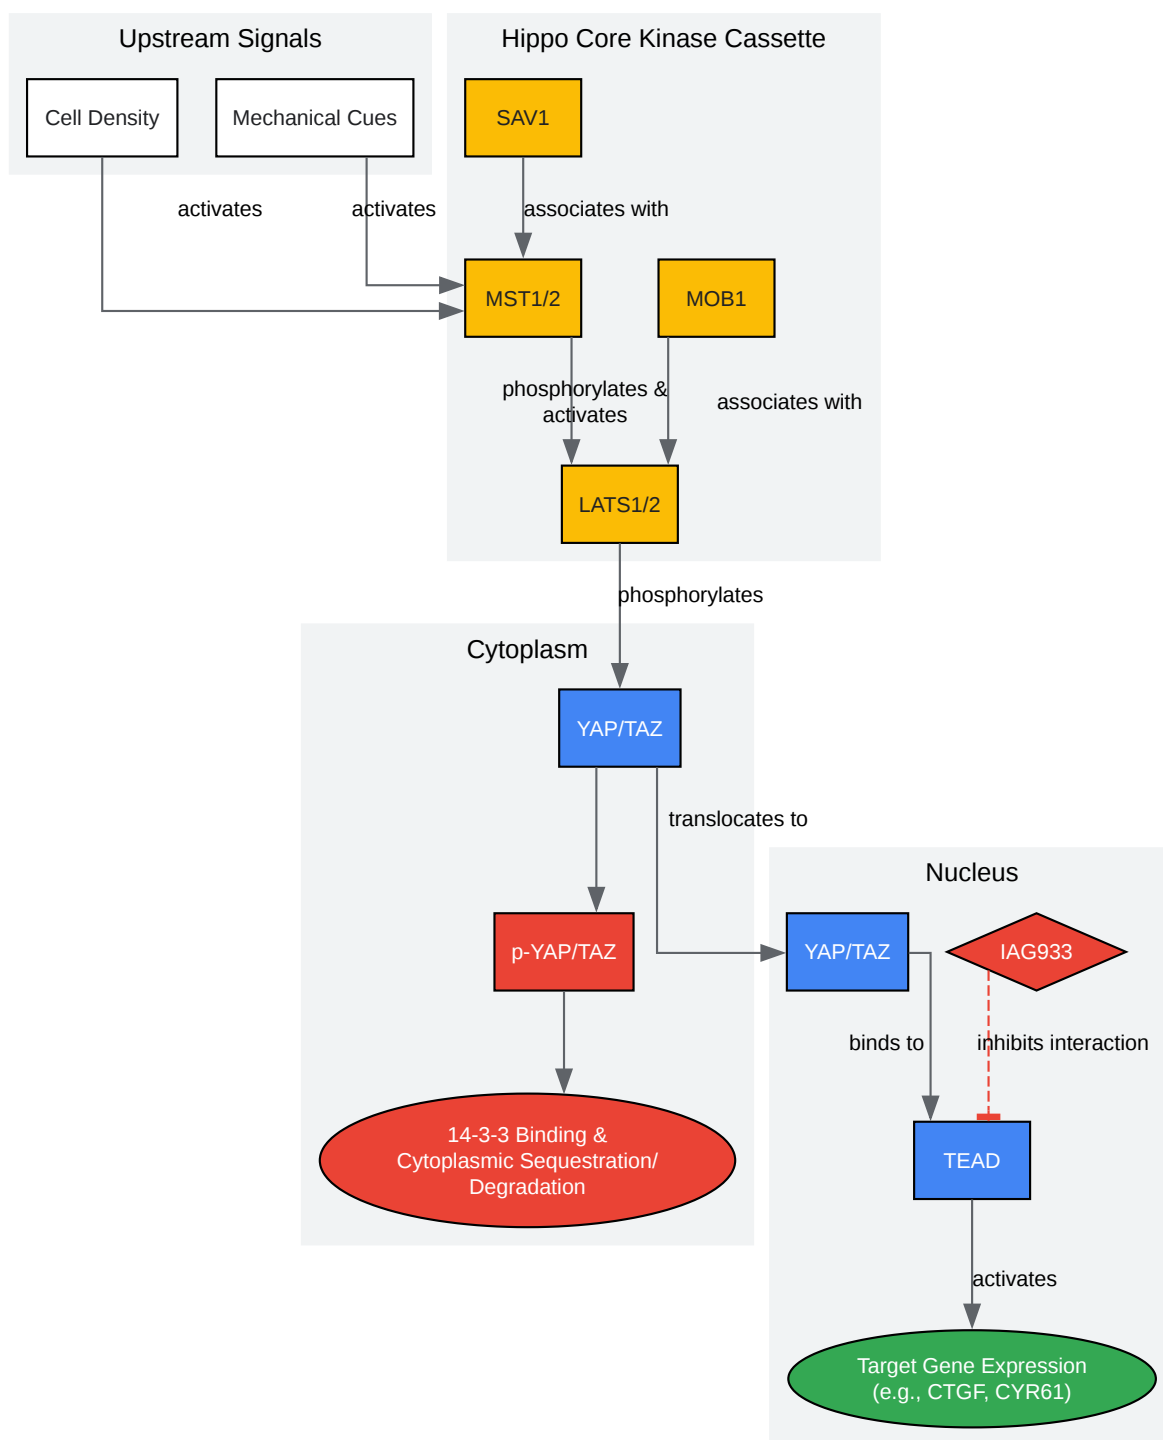 Upstream Signals
Hippo Core Kinase Cassette
Cell Density
Mechanical Cues
SAV1
activates
activates
associates with
MST1/2
MOB1
phosphorylates &
activates
associates with
LATS1/2
phosphorylates
Cytoplasm
YAP/TAZ
translocates to
Nucleus
p-YAP/TAZ
YAP/TAZ
IAG933
binds to
inhibits interaction
14-3-3 Binding &
Cytoplasmic Sequestration/
Degradation
TEAD
activates
Target Gene Expression
(e.g., CTGF, CYR61)